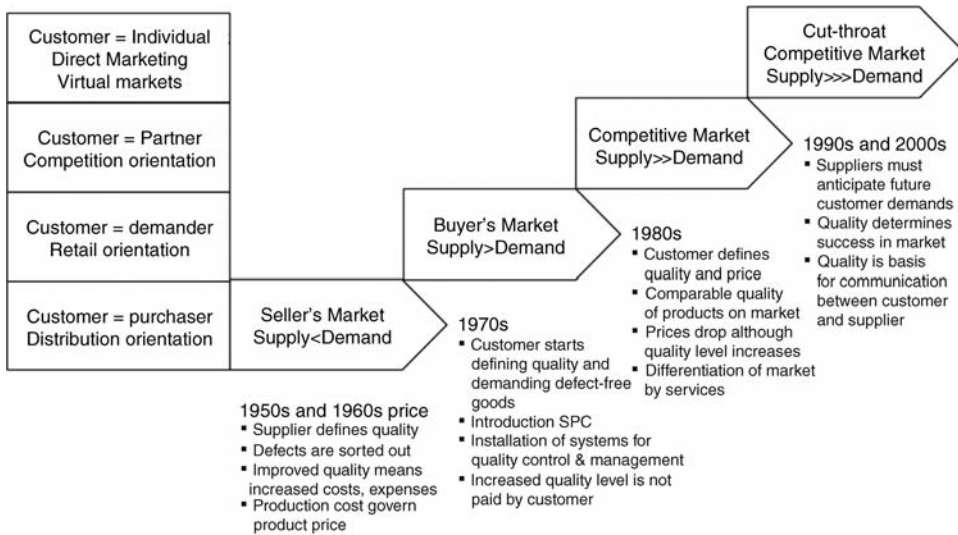 Customer = Individual
Direct Marketing
Virtual markets
Customer = Partner
Competition orientation
Customer = demander
Retail orientation
Customer = purchaser
Distribution orientation
Seller's Market
Supply<Demand
1950s and 1960s price
▪ Supplier defines quality
▪ Defects are sorted out
▪ Improved quality means
increased costs, expenses
▪ Production cost govern
product price
Buyer's Market
Supply>Demand
1970s
▪ Customer starts
defining quality and
demanding defect-free
goods
▪ Introduction SPC
▪ Installation of systems for
quality control & management
▪ Increased quality level is not
paid by customer
Competitive Market
Supply>>Demand
1980s
▪ Customer defines
quality and price
▪ Comparable quality
of products on market
▪ Prices drop although
quality level increases
▪ Differentiation of market
by services
Cut-throat
Competitive Market
Supply>>>Demand
1990s and 2000s
▪ Suppliers must
anticipate future
customer demands
▪ Quality determines
success in market
▪ Quality is basis
for communication
between customer
and supplier